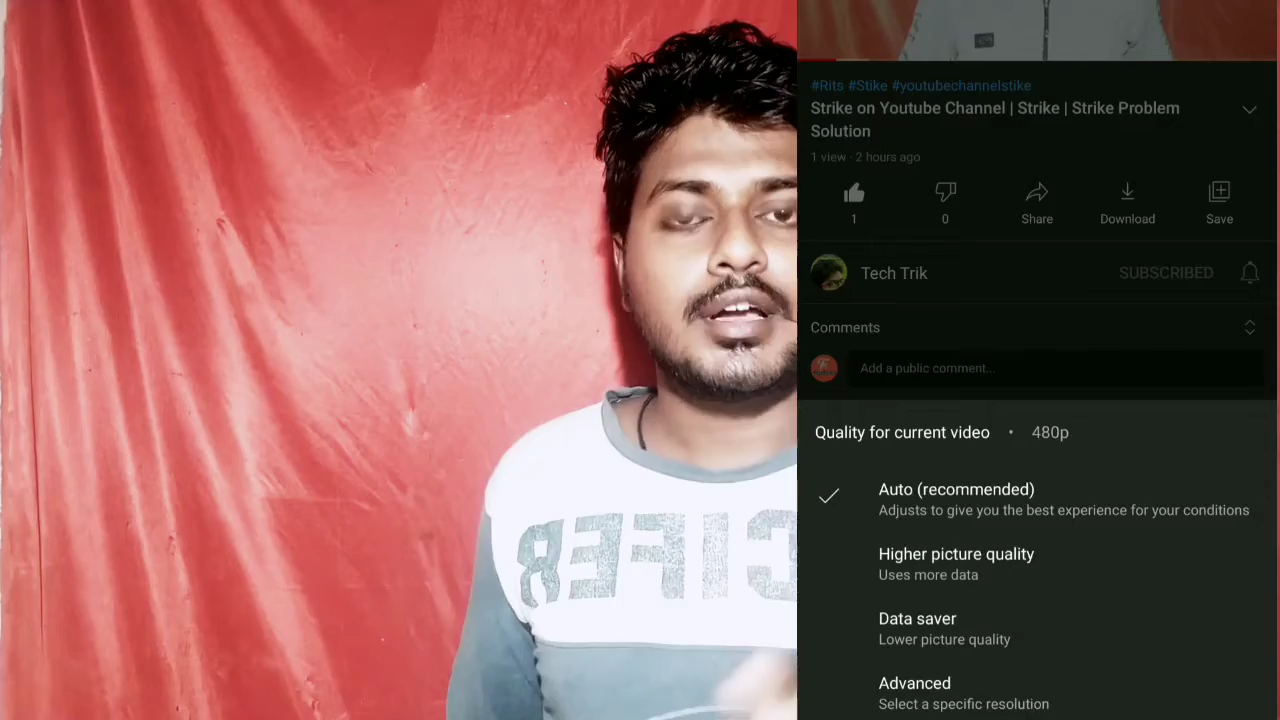 #Rits #Stike #youtubechannelstike
Strike on Youtube Channel | Strike | Strike Problem
Solution
1 view · 2 hours ago
1
0
Share
Download
Save
Tech Trik
SUBSCRIBED
Comments
Add a public comment...
Quality for current video • 480p
Auto (recommended)
Adjusts to give you the best experience for your conditions
Higher picture quality
Uses more data
Data saver
Lower picture quality
Advanced
Select a specific resolution